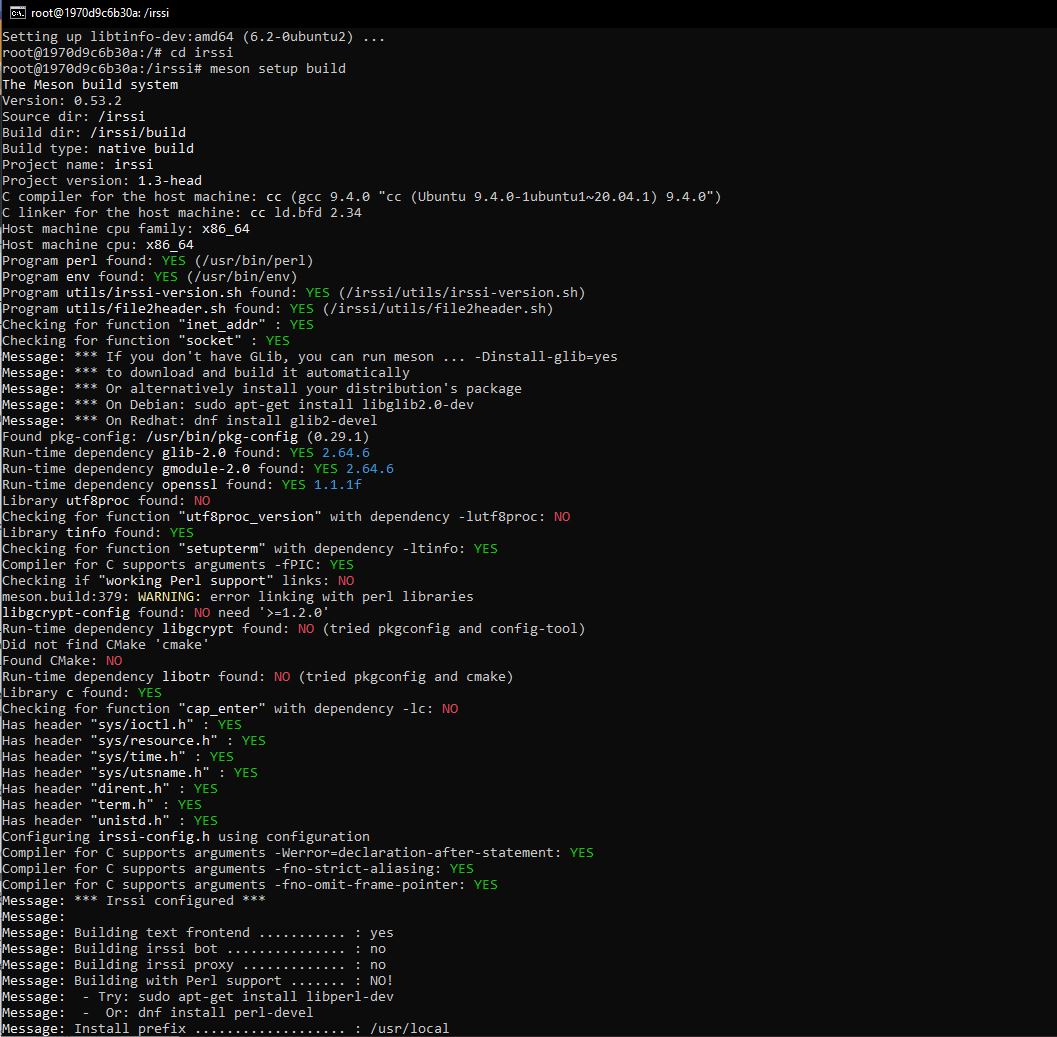 root@1970d9c6b30a: /irssi
Setting up libtinfo-dev:amd64 (6.2-0ubuntu2) ...
root@1970d9c6b30a:/# cd irssi
root@1970d9c6b30a:/irssi# meson setup build
The Meson build system
Version: 0.53.2
Source dir: /irssi
Build dir: /irssi/build
Build type: native build
Project name: irssi
Project version: 1.3-head
C compiler for the host machine: cc (gcc 9.4.0 "cc (Ubuntu 9.4.0-1ubuntu1~20.04.1) 9.4.0")
C linker for the host machine: cc ld.bfd 2.34
Host machine cpu family: x86_64
Host machine cpu: x86_64
Program perl found: YES (/usr/bin/perl)
Program env found: YES (/usr/bin/env)
Program utils/irssi-version.sh found: YES (/irssi/utils/irssi-version.sh)
Program utils/file2header.sh found: YES (/irssi/utils/file2header.sh)
Checking for function "inet_addr" : YES
Checking for function "socket" : YES
Message: *** If you don't have GLib, you can run meson ... -Dinstall-glib=yes
Message: *** to download and build it automatically
Message: *** Or alternatively install your distribution's package
Message: *** On Debian: sudo apt-get install libglib2.0-dev
Message: *** On Redhat: dnf install glib2-devel
Found pkg-config: /usr/bin/pkg-config (0.29.1)
Run-time dependency glib-2.0 found: YES 2.64.6
Run-time dependency gmodule-2.0 found: YES 2.64.6
Run-time dependency openssl found: YES 1.1.1f
Library utf8proc found: NO
Checking for function "utf8proc_version" with dependency -lutf8proc: NO
Library tinfo found: YES
Checking for function "setupterm" with dependency -ltinfo: YES
Compiler for C supports arguments -fPIC: YES
Checking if "working Perl support" links: NO
meson.build:379: WARNING: error linking with perl libraries
libgcrypt-config found: NO need '>=1.2.0'
Run-time dependency libgcrypt found: NO (tried pkgconfig and config-tool)
Did not find CMake 'cmake'
Found CMake: NO
Run-time dependency libotr found: NO (tried pkgconfig and cmake)
Library c found: YES
Checking for function "cap_enter" with dependency -lc: NO
Has header "sys/ioctl.h" : YES
Has header "sys/resource.h" : YES
Has header "sys/time.h" : YES
Has header "sys/utsname.h" : YES
Has header "dirent.h" : YES
Has header "term.h" : YES
Has header "unistd.h" : YES
Configuring irssi-config.h using configuration
Compiler for C supports arguments -Werror=declaration-after-statement: YES
Compiler for C supports arguments -fno-strict-aliasing: YES
Compiler for C supports arguments -fno-omit-frame-pointer: YES
Message: *** Irssi configured ***
Message:
Message: Building text frontend ........... : yes
Message: Building irssi bot ............... : no
Message: Building irssi proxy ............. : no
Message: Building with Perl support ....... : NO!
Message:  - Try: sudo apt-get install libperl-dev
Message:  -  Or: dnf install perl-devel
Message: Install prefix ................... : /usr/local